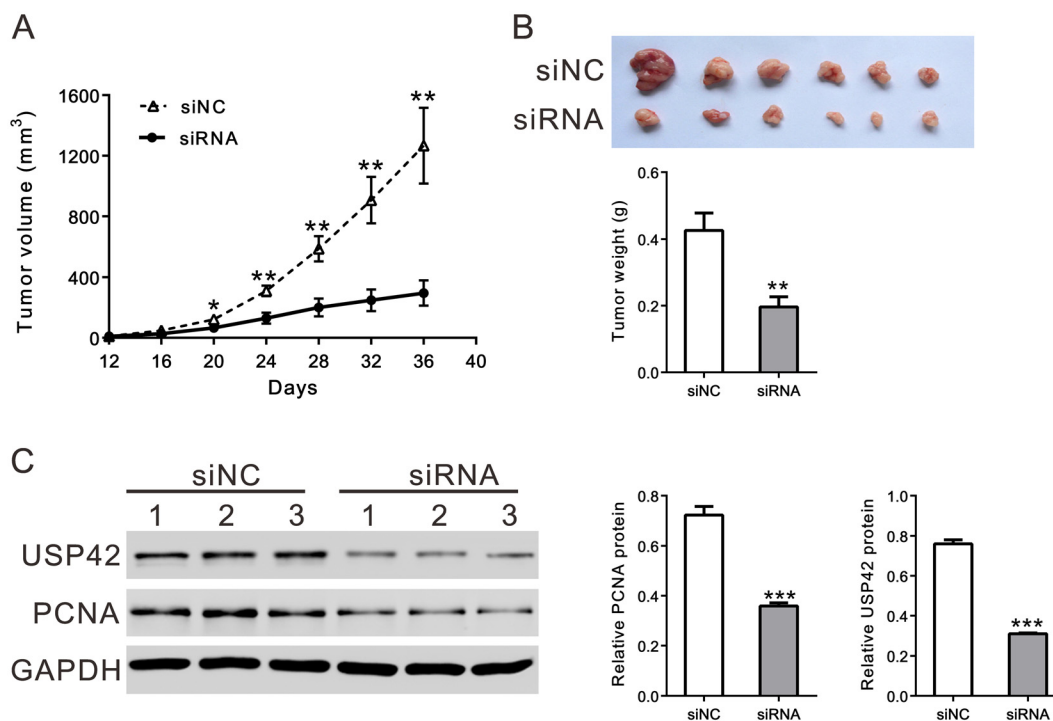 A
Tumor volume (mm³)
1600
1200
800
400
0
12 16 20 24 28 32 36 40
Days
siNC
siRNA
*
**
**
**
**
B
siNC
siRNA
Tumor weight (g)
0.6
0.4
0.2
0.0
**
siNC siRNA
C
siNC siRNA
1 2 3 1 2 3
USP42
PCNA
GAPDH
Relative PCNA protein
0.8
0.6
0.4
0.2
0.0
***
siNC siRNA
Relative USP42 protein
1.0
0.8
0.6
0.4
0.2
0.0
***
siNC siRNA